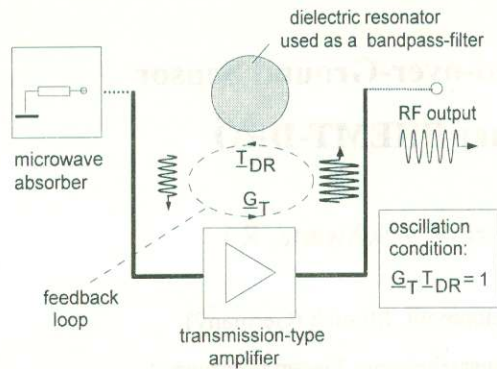 dielectric resonator
used as a bandpass-filter
microwave
absorber
T_DR
G_T
RF output
oscillation
condition:
G_T T_DR = 1
feedback
loop
transmission-type
amplifier